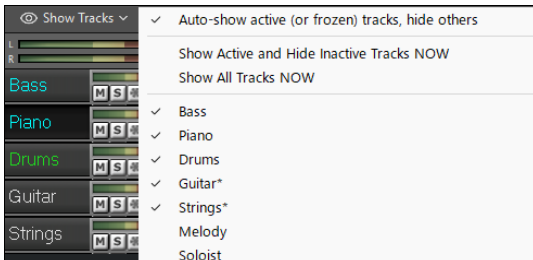 Show Tracks
L
R
Bass
M S
Piano
M S
Drums
M S
Guitar
M S
Strings
M S
Auto-show active (or frozen) tracks, hide others
Show Active and Hide Inactive Tracks NOW
Show All Tracks NOW
Bass
Piano
Drums
Guitar*
Strings*
Melody
Soloist